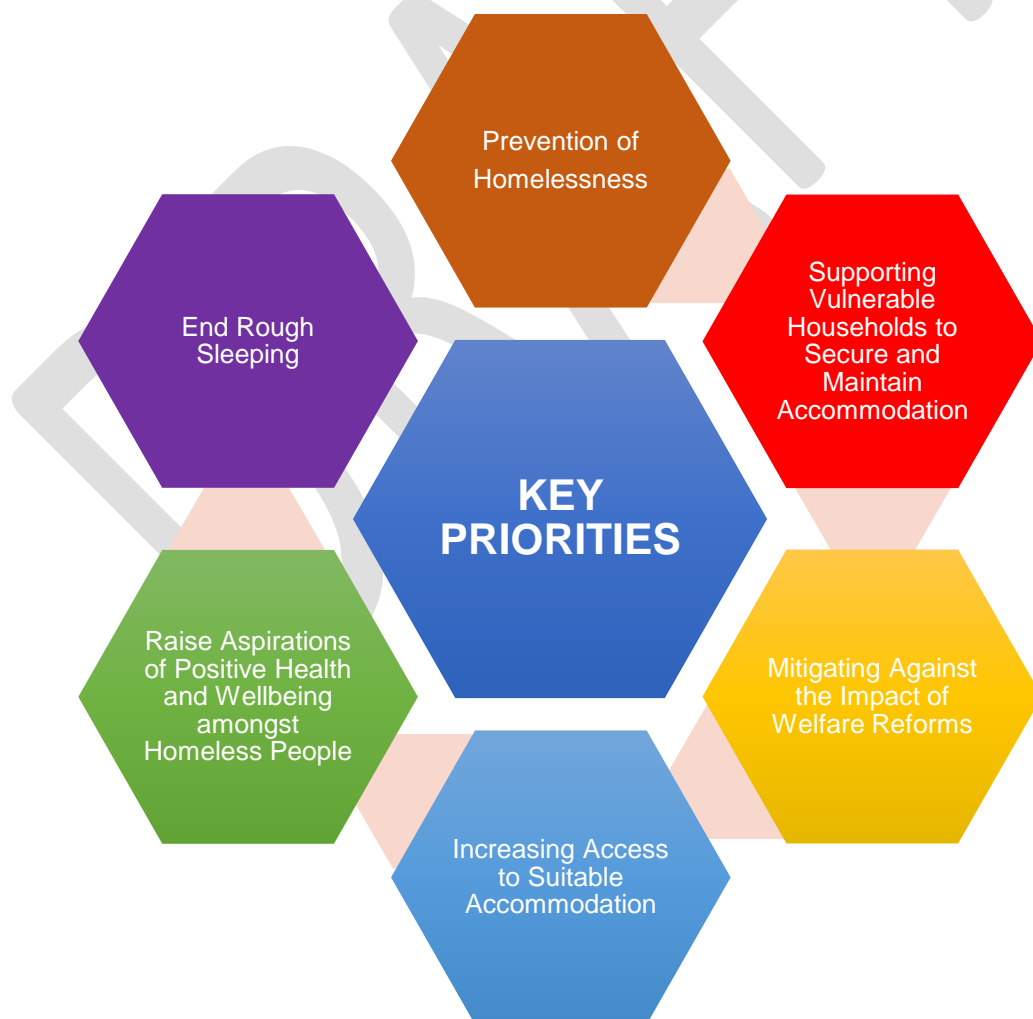 Prevention of
Homelessness
Supporting
Vulnerable
Households to
Secure and
Maintain
Accommodation
End Rough
Sleeping
KEY
PRIORITIES
Raise Aspirations
of Positive Health
and Wellbeing
amongst
Homeless People
Mitigating Against
the Impact of
Welfare Reforms
Increasing Access
to Suitable
Accommodation